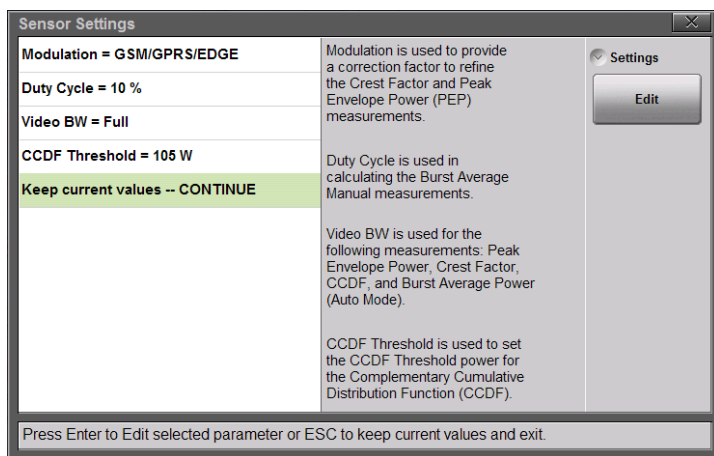 Sensor Settings
Modulation = GSM/GPRS/EDGE
Duty Cycle = 10 %
Video BW = Full
CCDF Threshold = 105 W
Keep current values -- CONTINUE
Modulation is used to provide
a correction factor to refine
the Crest Factor and Peak
Envelope Power (PEP)
measurements.
Duty Cycle is used in
calculating the Burst Average
Manual measurements.
Video BW is used for the
following measurements: Peak
Envelope Power, Crest Factor,
CCDF, and Burst Average Power
(Auto Mode).
CCDF Threshold is used to set
the CCDF Threshold power for
the Complementary Cumulative
Distribution Function (CCDF).
Settings
Edit
Press Enter to Edit selected parameter or ESC to keep current values and exit.